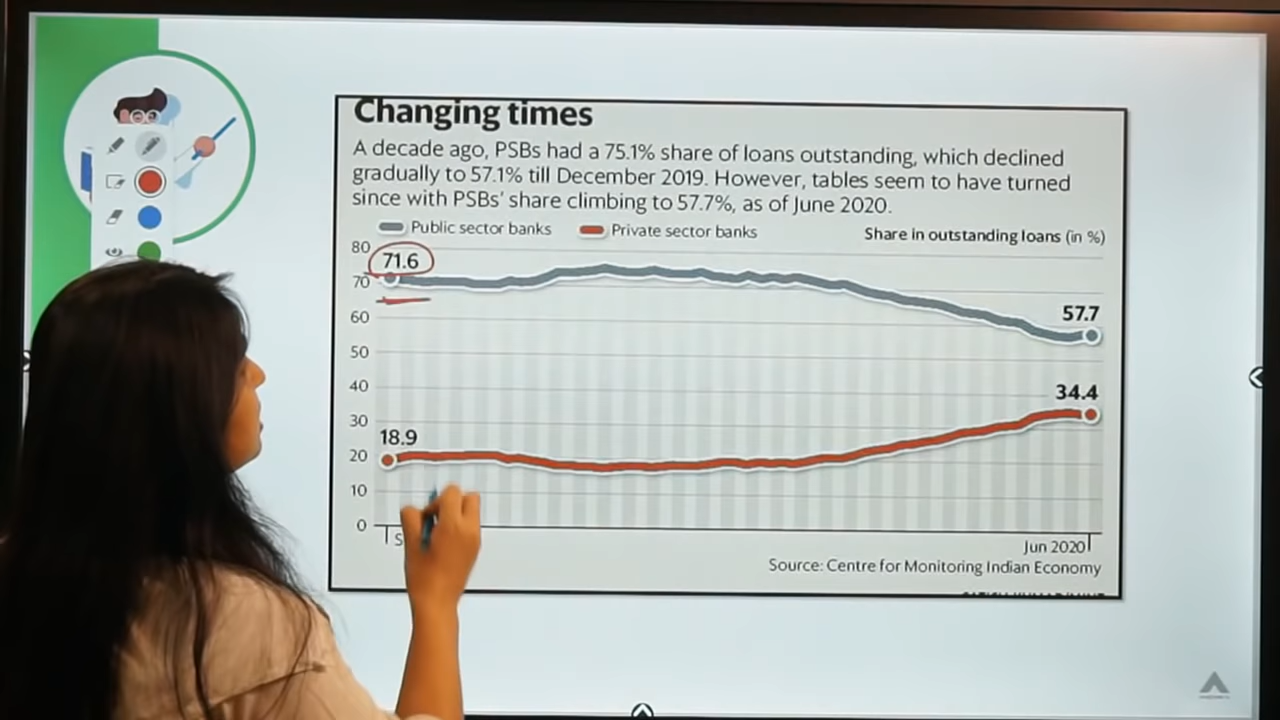 Changing times
A decade ago, PSBs had a 75.1% share of loans outstanding, which declined
gradually to 57.1% till December 2019. However, tables seem to have turned
since with PSBs' share climbing to 57.7%, as of June 2020.
Public sector banks Private sector banks Share in outstanding loans (in %)
80
71.6
70
60
57.7
50
40
34.4
30
18.9
20
10
0
S
Jun 2020
Source: Centre for Monitoring Indian Economy